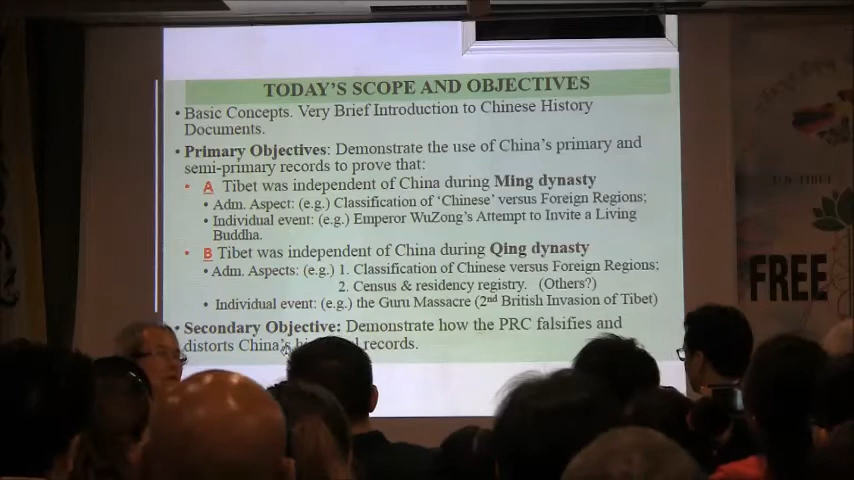 TODAY'S SCOPE AND OBJECTIVES
• Basic Concepts. Very Brief Introduction to Chinese History
Documents.
• Primary Objectives: Demonstrate the use of China's primary and
semi-primary records to prove that:
• A Tibet was independent of China during Ming dynasty
• Adm. Aspect: (e.g.) Classification of 'Chinese' versus Foreign Regions;
• Individual event: (e.g.) Emperor WuZong's Attempt to Invite a Living
Buddha.
• B Tibet was independent of China during Qing dynasty
• Adm. Aspects: (e.g.) 1. Classification of Chinese versus Foreign Regions;
2. Census & residency registry. (Others?)
• Individual event: (e.g.) the Guru Massacre (2nd British Invasion of Tibet)
• Secondary Objective: Demonstrate how the PRC falsifies and
distorts China's records.
TIBET
FREE